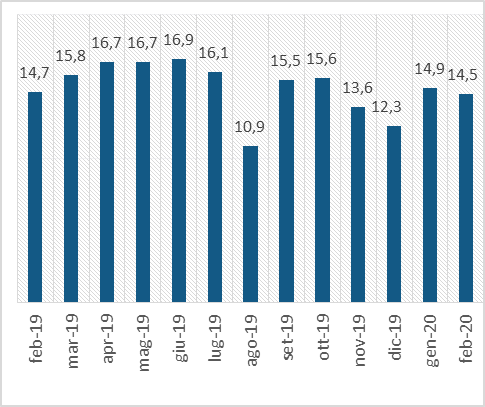 14,7
15,8
16,7
16,7
16,9
16,1
10,9
15,5
15,6
13,6
12,3
14,9
14,5
feb-19
mar-19
apr-19
mag-19
giu-19
lug-19
ago-19
set-19
ott-19
nov-19
dic-19
gen-20
feb-20